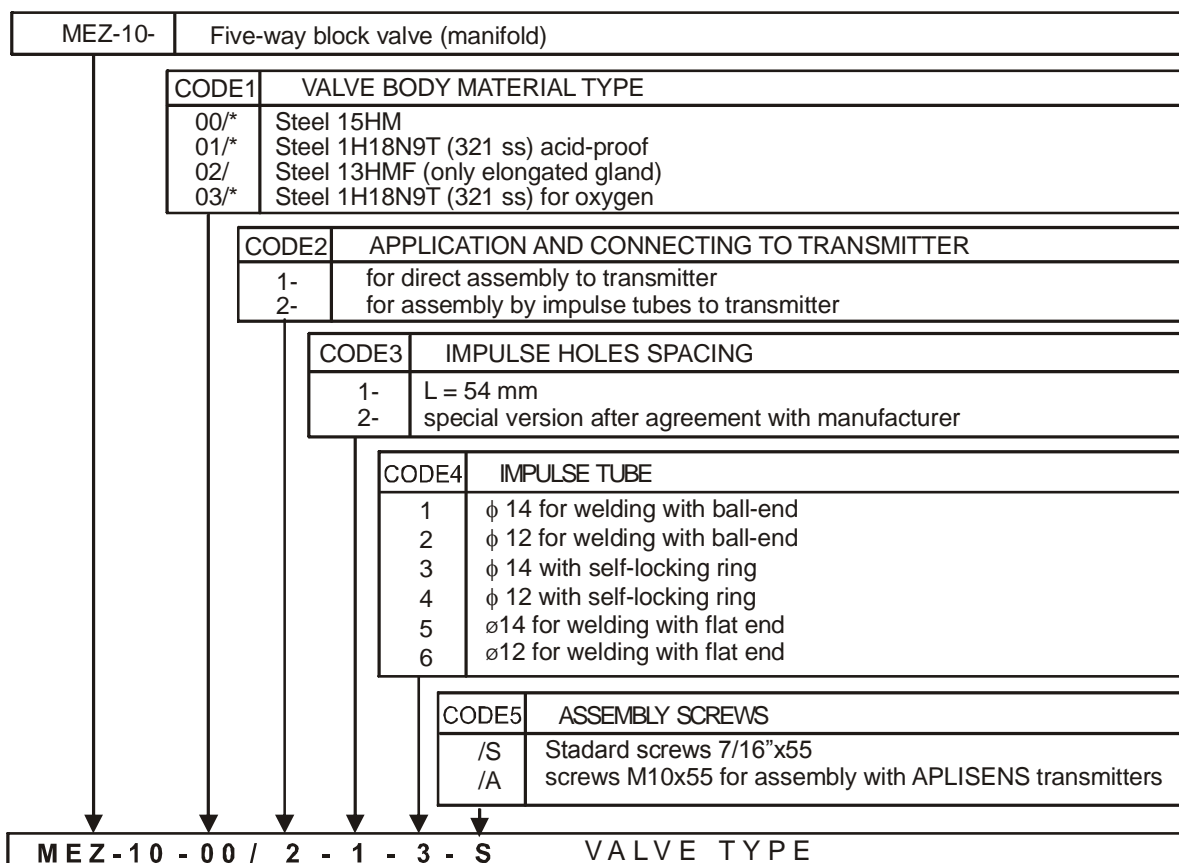 MEZ-10- Five-way block valve (manifold)
CODE1 VALVE BODY MATERIAL TYPE
00/* Steel 15HM
01/* Steel 1H18N9T (321 ss) acid-proof
02/ Steel 13HMF (only elongated gland)
03/* Steel 1H18N9T (321 ss) for oxygen
CODE2 APPLICATION AND CONNECTING TO TRANSMITTER
1- for direct assembly to transmitter
2- for assembly by impulse tubes to transmitter
CODE3 IMPULSE HOLES SPACING
1- L = 54 mm
2- special version after agreement with manufacturer
CODE4 IMPULSE TUBE
1 ϕ 14 for welding with ball-end
2 ϕ 12 for welding with ball-end
3 ϕ 14 with self-locking ring
4 ϕ 12 with self-locking ring
5 ø14 for welding with flat end
6 ø12 for welding with flat end
CODE5 ASSEMBLY SCREWS
/S Stadard screws 7/16”x55
/A screws M10x55 for assembly with APLISENS transmitters
MEZ-10-00/ 2 - 1 - 3 - S VALVE TYPE